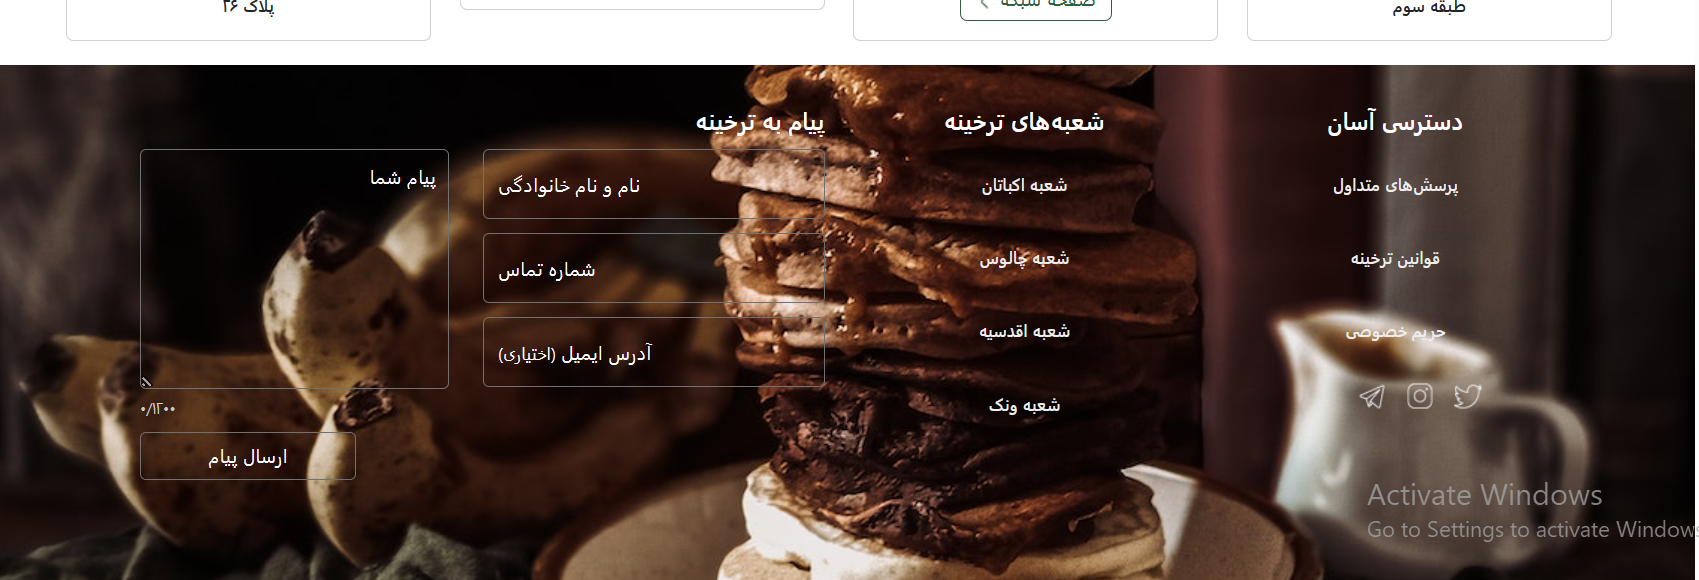 طبقه سوم
صفحه شعبه
پلاک ۳۶
دسترسی آسان
پرسش‌های متداول
قوانین ترخینه
حریم خصوصی
شعبه‌های ترخینه
شعبه اکباتان
شعبه چالوس
شعبه اقدسیه
شعبه ونک
پیام به ترخینه
نام و نام خانوادگی
شماره تماس
آدرس ایمیل (اختیاری)
پیام شما
۰/۱۲۰۰
ارسال پیام
Activate Windows
Go to Settings to activate Windows